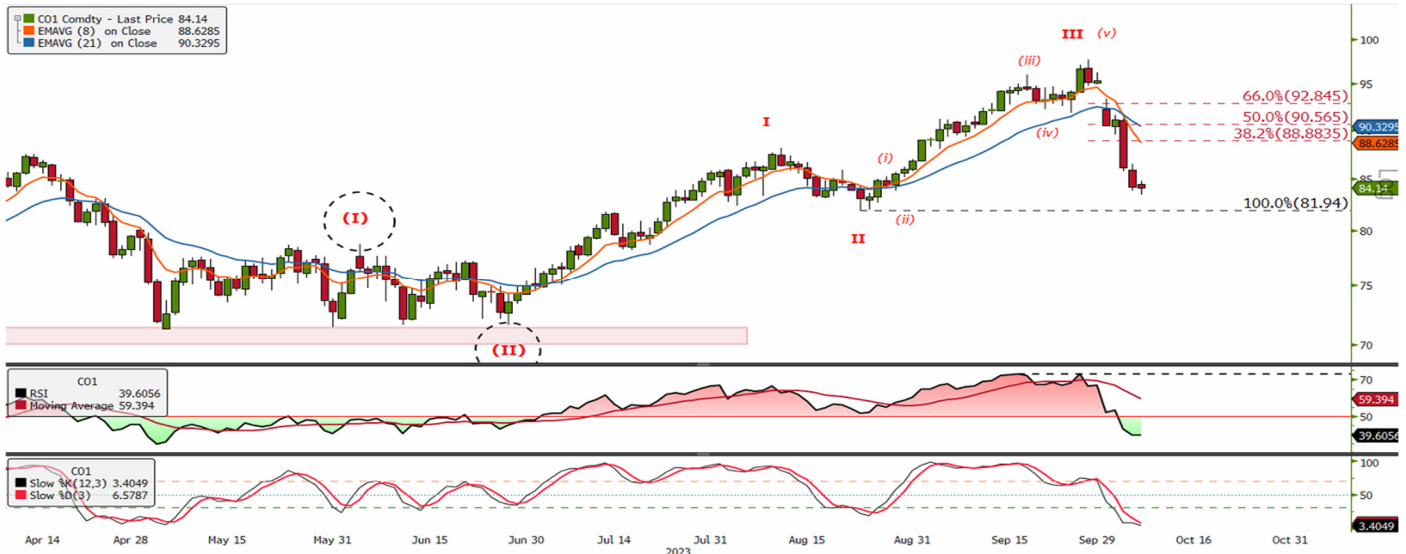 CO1 Comdty - Last Price 84.14
EMAVG (8) on Close 88.6285
EMAVG (21) on Close 90.3295
III (v)
(iii)
I
(iv)
(i)
(I)
(ii)
II
(II)
66.0%(92.845)
50.0%(90.565)
38.2%(88.8835)
100.0%(81.94)
100
95
90.3295
88.6285
85
84.14
80
75
70
CO1
RSI 39.6056
Moving Average 59.394
70
59.394
50
39.6056
CO1
Slow %K(12,3) 3.4049
Slow %D(3) 6.5787
100
50
3.4049
Apr 14 Apr 28 May 15 May 31 Jun 15 Jun 30 Jul 14 Jul 31 Aug 15 Aug 31 Sep 15 Sep 29 Oct 16 Oct 31
2023